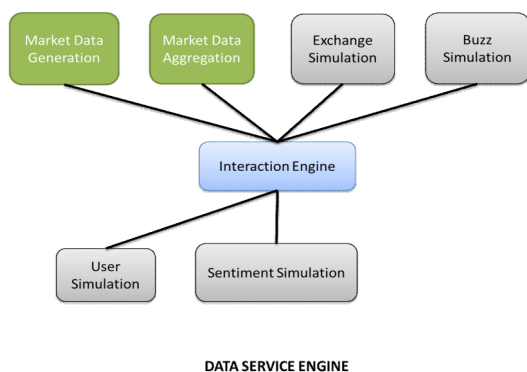 Market Data
Generation
Market Data
Aggregation
Exchange
Simulation
Buzz
Simulation
Interaction Engine
User
Simulation
Sentiment Simulation
DATA SERVICE ENGINE